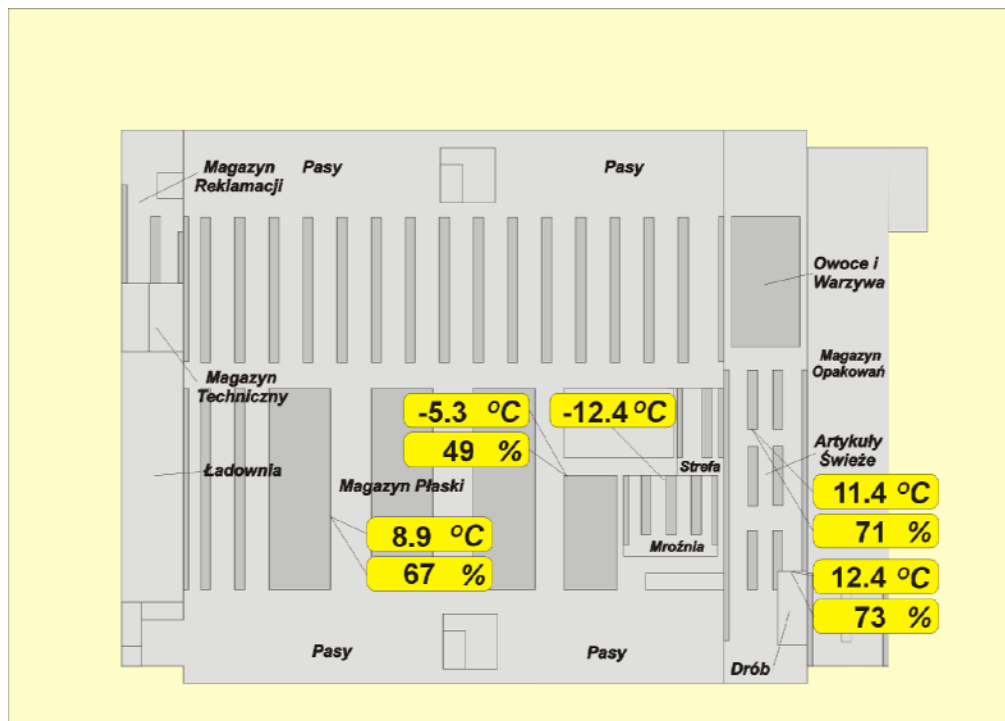 Magazyn
Reklamacji
Pasy
Pasy
Owoce i
Warzywa
Magazyn
Opakowań
Magazyn
Techniczny
-5.3 °C
-12.4 °C
49 %
Strefa
Artykuły
Świeże
Ładownia
Magazyn Płaski
11.4 °C
71 %
8.9 °C
67 %
Mroźnia
12.4 °C
73 %
Pasy
Pasy
Drób